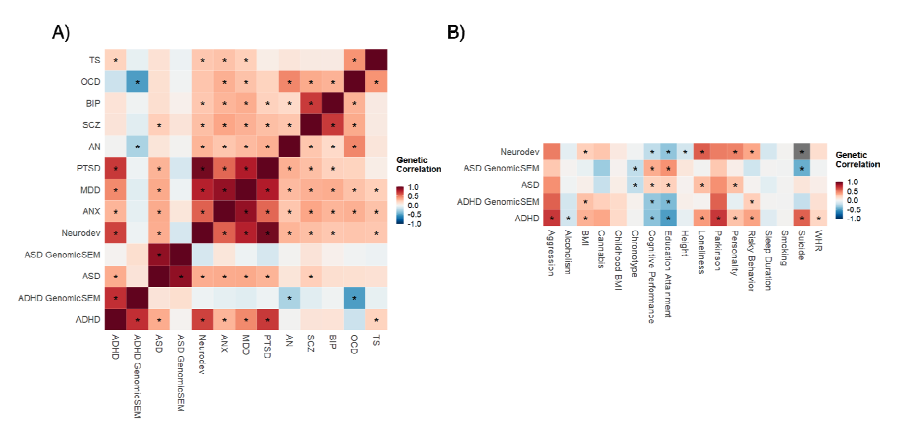 A)
TS
OCD
BIP
SCZ
AN
PTSD
MDD
ANX
Neurodev
ASD GenomicSEM
ASD
ADHD GenomicSEM
ADHD
ADHD
ADHD GenomicSEM
ASD
ASD GenomicSEM
Neurodev
ANX
MDD
PTSD
AN
SCZ
BIP
OCD
TS
Genetic
Correlation
1.0
0.5
0.0
-0.5
-1.0
B)
Neurodev
ASD GenomicSEM
ASD
ADHD GenomicSEM
ADHD
Aggression
Alcoholism
BMI
Cannabis
Childhood BMI
Chronotype
Cognitive Performance
Education Attainment
Height
Loneliness
Parkinson
Personality
Risky Behavior
Sleep Duration
Smoking
Suicide
WHR
Genetic
Correlation
1.0
0.5
0.0
-0.5
-1.0